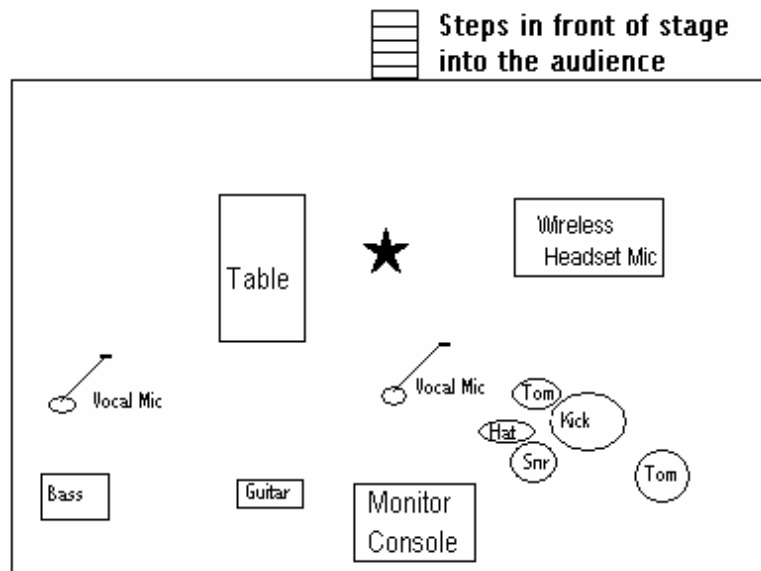 Steps in front of stage
into the audience
Wireless
Headset Mic
Table
Vocal Mic
Vocal Mic
Tom
Kick
Hat
Snr
Tom
Bass
Guitar
Monitor
Console